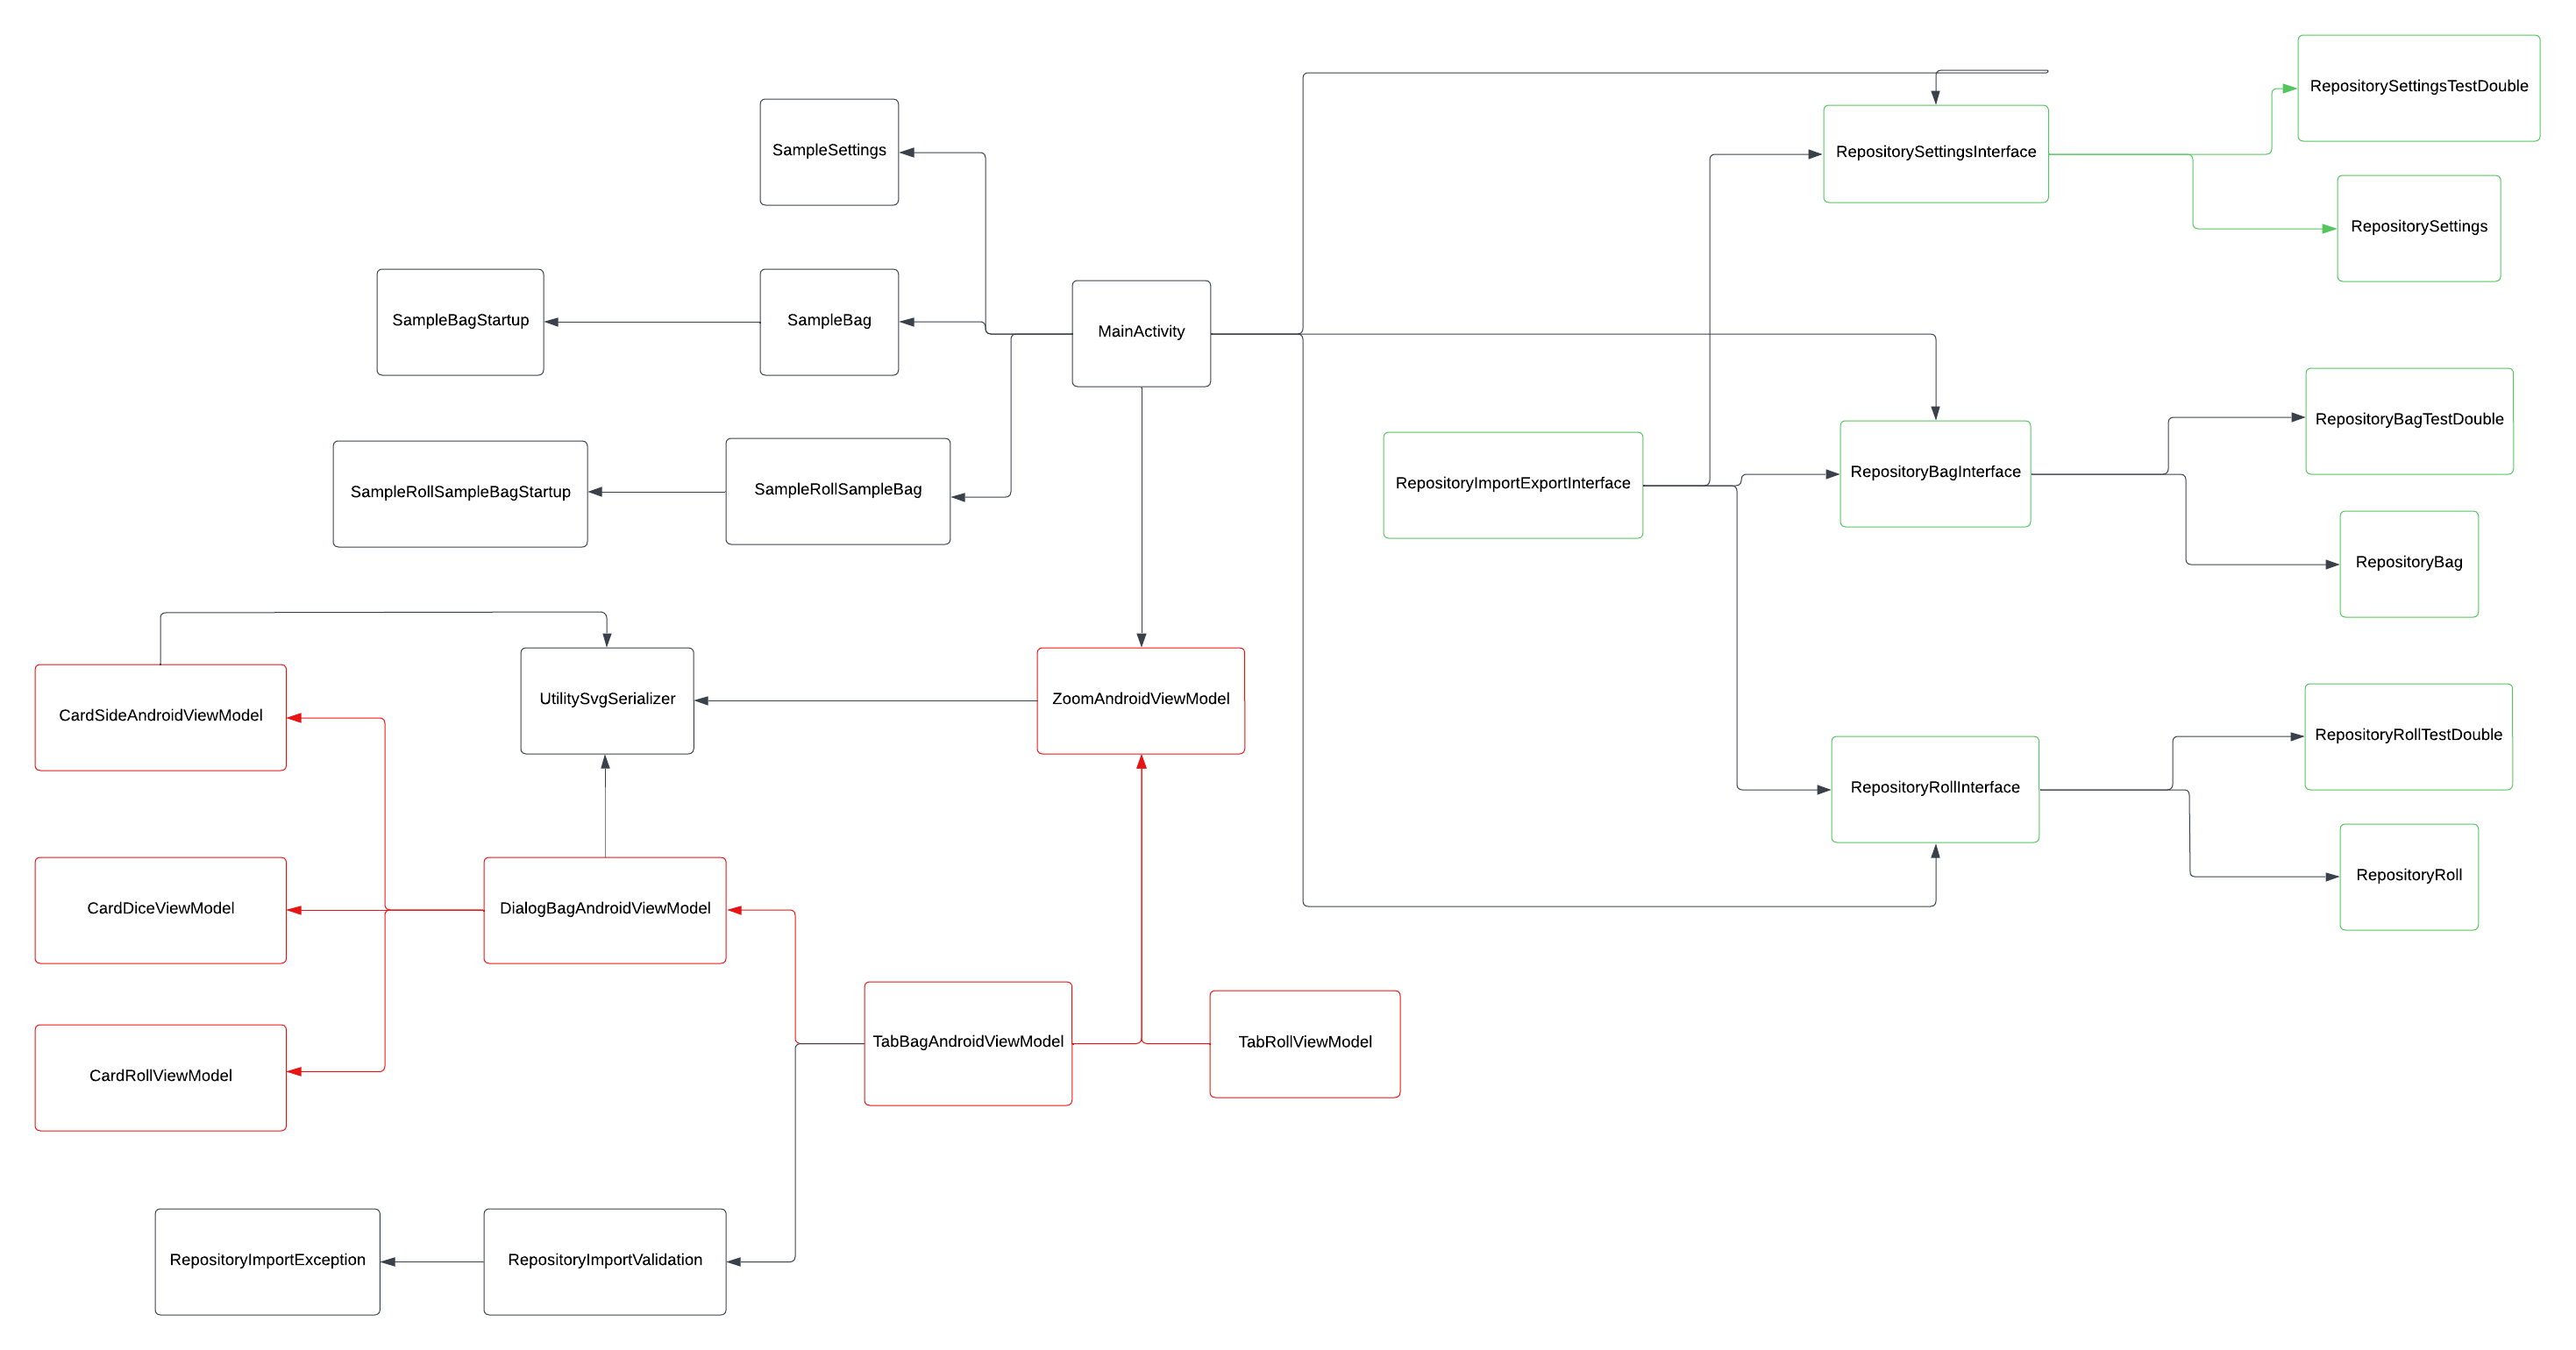 RepositorySettingsTestDouble
SampleSettings
RepositorySettingsInterface
RepositorySettings
SampleBagStartup
SampleBag
MainActivity
RepositoryBagTestDouble
SampleRollSampleBagStartup
SampleRollSampleBag
RepositoryImportExportInterface
RepositoryBagInterface
RepositoryBag
CardSideAndroidViewModel
UtilitySvgSerializer
ZoomAndroidViewModel
RepositoryRollTestDouble
RepositoryRollInterface
RepositoryRoll
CardDiceViewModel
DialogBagAndroidViewModel
CardRollViewModel
TabBagAndroidViewModel
TabRollViewModel
RepositoryImportException
RepositoryImportValidation